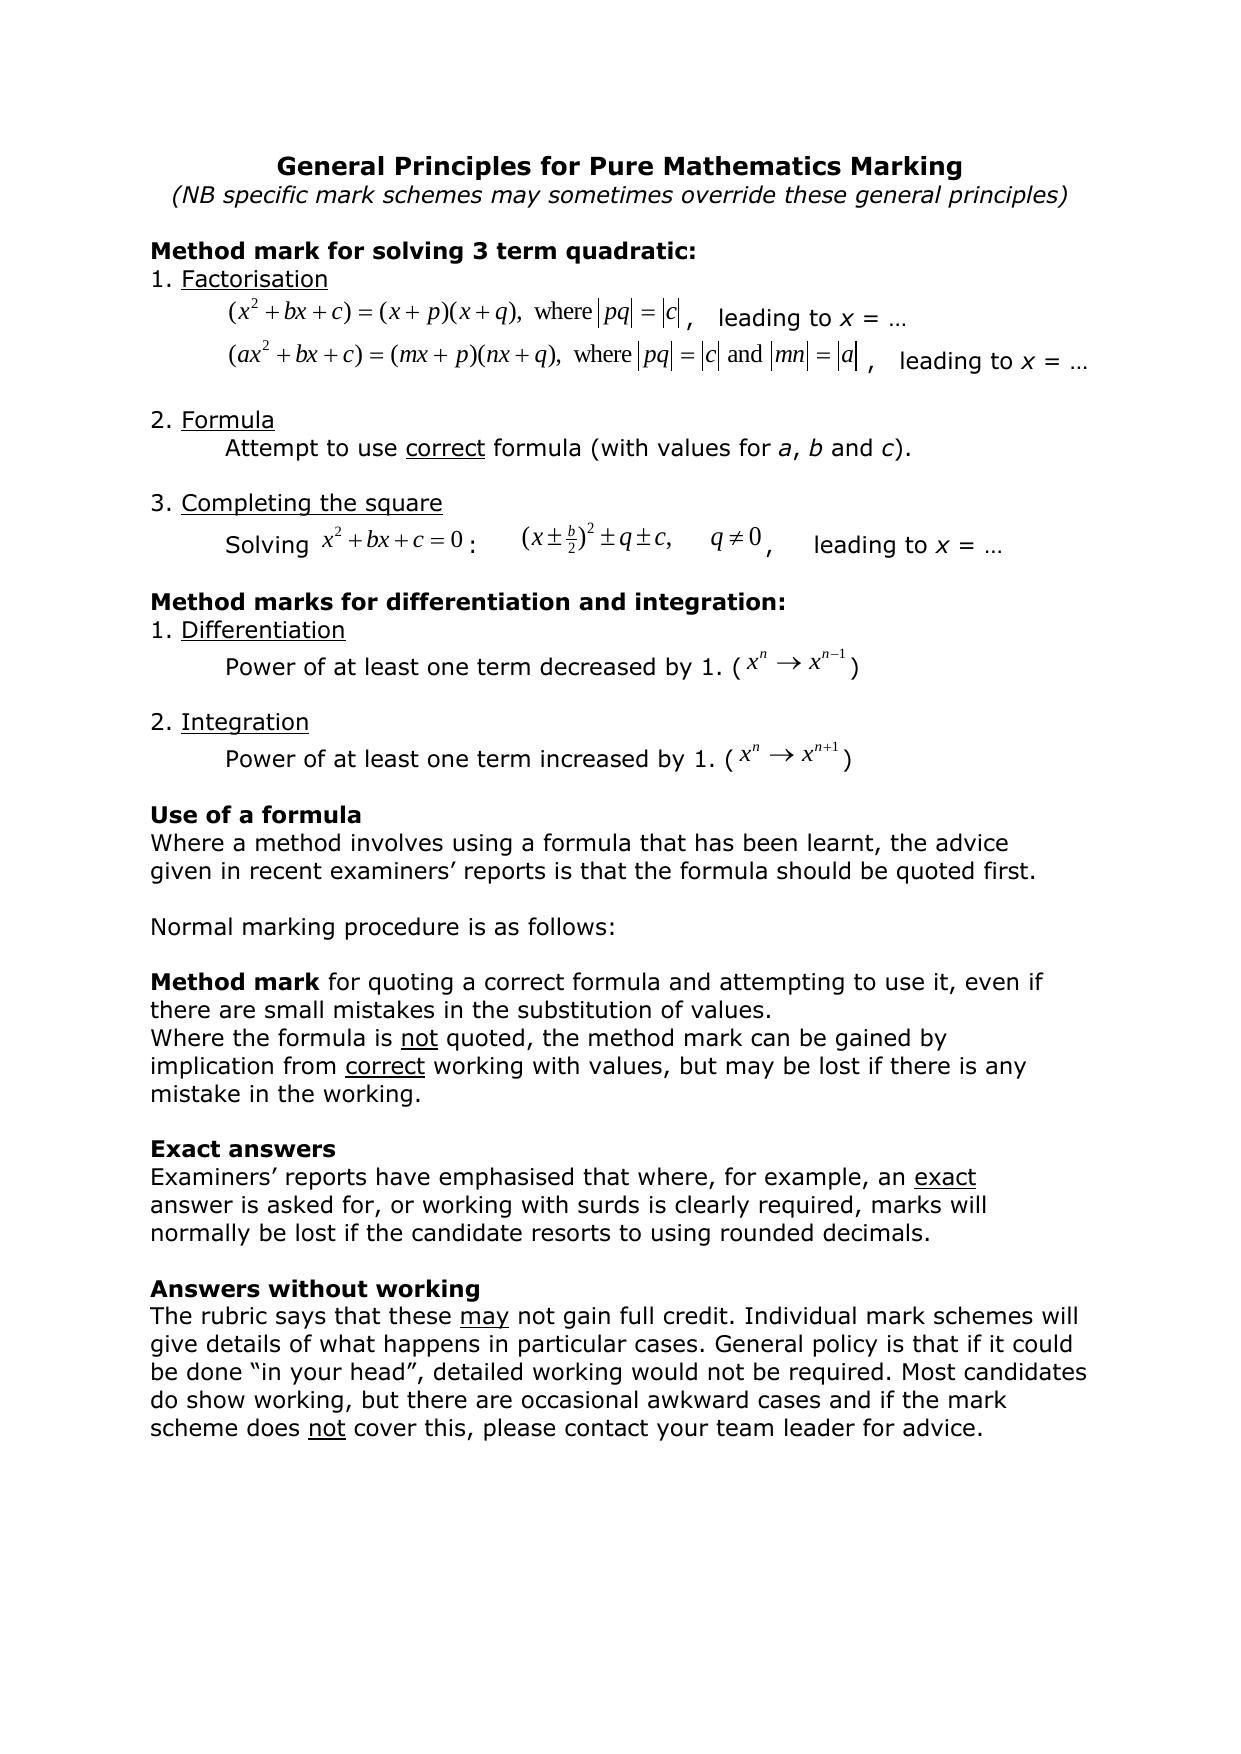 General Principles for Pure Mathematics Marking
(NB specific mark schemes may sometimes override these general principles)
Method mark for solving 3 term quadratic:
1. Factorisation
(x² + bx + c) = (x + p)(x + q), where |pq| = |c|, leading to x = …
(ax² + bx + c) = (mx + p)(nx + q), where |pq| = |c| and |mn| = |a|, leading to x = …
2. Formula
Attempt to use correct formula (with values for a, b and c).
3. Completing the square
Solving x² + bx + c = 0 : (x ± b/2)² ± q ± c, q ≠ 0, leading to x = …
Method marks for differentiation and integration:
1. Differentiation
Power of at least one term decreased by 1. ( xⁿ → xⁿ⁻¹ )
2. Integration
Power of at least one term increased by 1. ( xⁿ → xⁿ⁺¹ )
Use of a formula
Where a method involves using a formula that has been learnt, the advice
given in recent examiners’ reports is that the formula should be quoted first.
Normal marking procedure is as follows:
Method mark for quoting a correct formula and attempting to use it, even if
there are small mistakes in the substitution of values.
Where the formula is not quoted, the method mark can be gained by
implication from correct working with values, but may be lost if there is any
mistake in the working.
Exact answers
Examiners’ reports have emphasised that where, for example, an exact
answer is asked for, or working with surds is clearly required, marks will
normally be lost if the candidate resorts to using rounded decimals.
Answers without working
The rubric says that these may not gain full credit. Individual mark schemes will
give details of what happens in particular cases. General policy is that if it could
be done “in your head”, detailed working would not be required. Most candidates
do show working, but there are occasional awkward cases and if the mark
scheme does not cover this, please contact your team leader for advice.